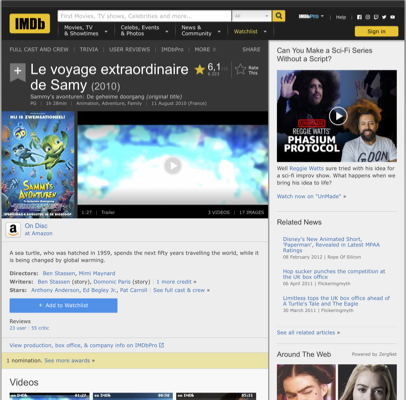 IMDb
Find Movies, TV shows, Celebrities and more...
All
IMDbPro
Help
Movies, TV
& Showtimes
Celebs, Events
& Photos
News &
Community
Watchlist
Sign in
FULL CAST AND CREW | TRIVIA | USER REVIEWS | IMDbPro | MORE
SHARE
Le voyage extraordinaire
de Samy (2010)
6,1
Rate
This
Sammy's avonturen: De geheime doorgang (original title)
PG | 1h 28min | Animation, Adventure, Family | 11 August 2010 (France)
HIJ IS ZWEMSATIONEEL!
SAMMY'S
AVONTUREN
1:27 | Trailer
3 VIDEOS | 17 IMAGES
On Disc
at Amazon
A sea turtle, who was hatched in 1959, spends the next fifty years travelling the world, while it
is being changed by global warming.
Directors: Ben Stassen, Mimi Maynard
Writers: Ben Stassen (story), Domonic Paris (story) | 1 more credit »
Stars: Anthony Anderson, Ed Begley Jr., Pat Carroll | See full cast & crew »
+ Add to Watchlist
Reviews
23 user | 55 critic
View production, box office, & company info on IMDbPro
1 nomination. See more awards »
Videos
Can You Make a Sci-Fi Series
Without a Script?
REGGIE WATTS'
PHASIUM
PROTOCOL
Well Reggie Watts sure tried with his idea for
a sci-fi improv show. What happens when we
bring his idea to life?
Watch now on "UnMade" »
Related News
Disney's New Animated Short,
'Paperman', Revealed in Latest MPAA
Ratings
08 February 2012 | Rope Of Silicon
Hop sucker punches the competition at
the UK box office
06 April 2011 | Flickeringmyth
Limitless tops the UK box office ahead of
A Turtle's Tale and The Eagle
30 March 2011 | Flickeringmyth
See all related articles »
Around The Web
Powered by ZergNet